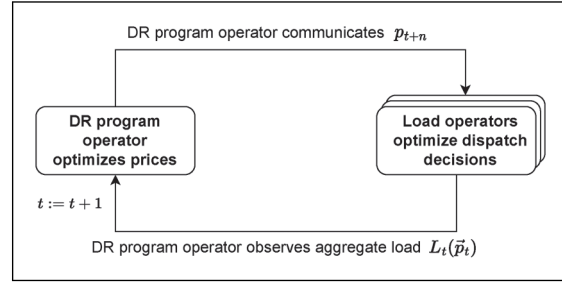 DR program operator communicates $p_{t+n}$
DR program
operator
optimizes prices
Load operators
optimize dispatch
decisions
$t := t + 1$
DR program operator observes aggregate load $L_t(\vec{p}_t)$